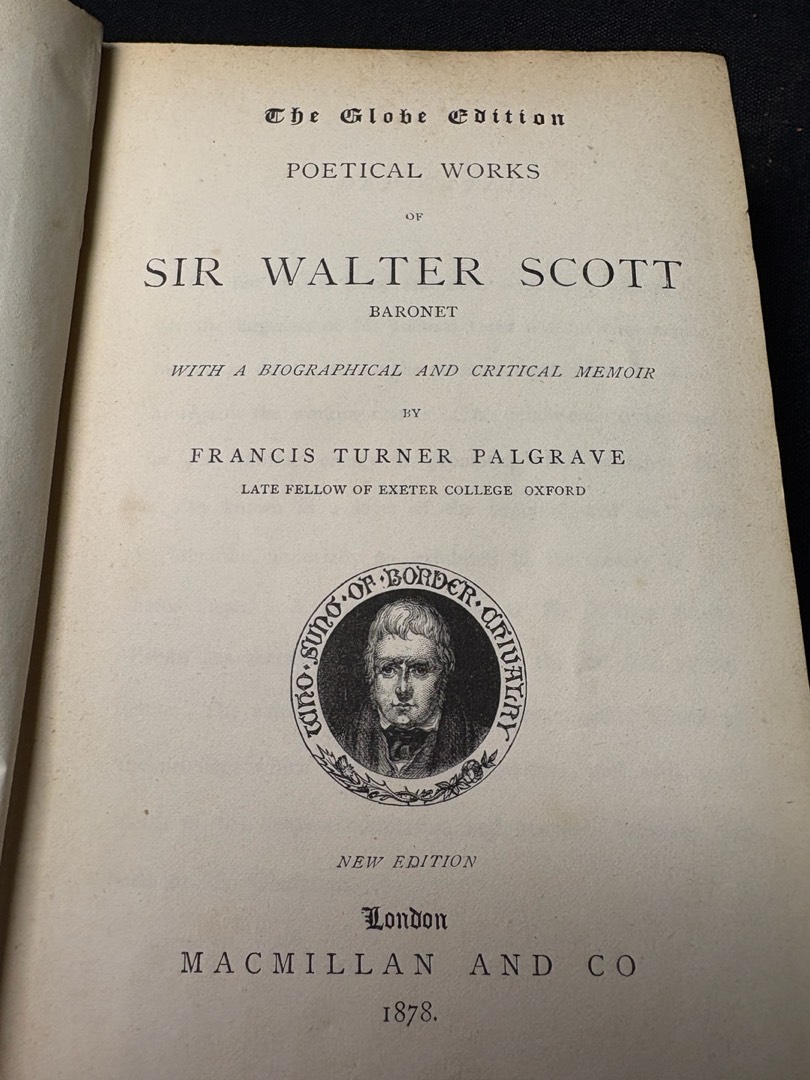 The Globe Edition
POETICAL WORKS
OF
SIR WALTER SCOTT
BARONET
WITH A BIOGRAPHICAL AND CRITICAL MEMOIR
BY
FRANCIS TURNER PALGRAVE
LATE FELLOW OF EXETER COLLEGE OXFORD
WHO·SUNG·OF·BORDER·CHIVALRY
NEW EDITION
London
MACMILLAN AND CO
1878.